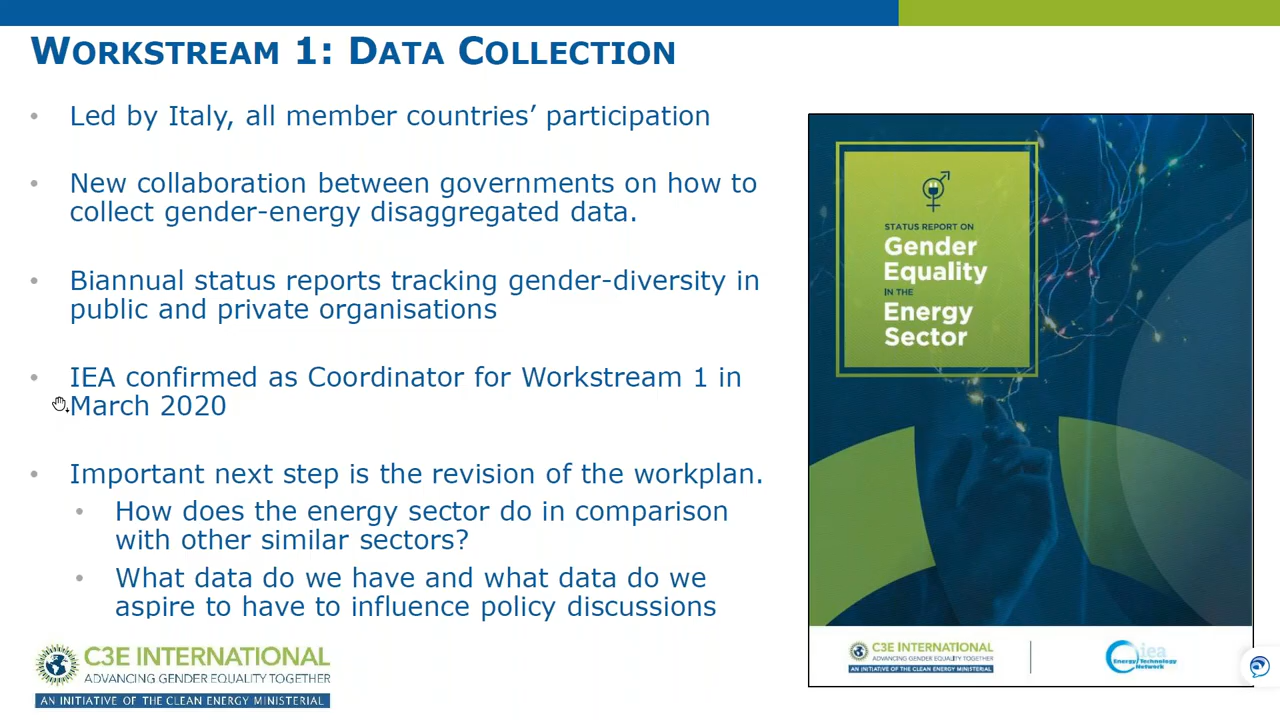 WORKSTREAM 1: DATA COLLECTION
• Led by Italy, all member countries’ participation
• New collaboration between governments on how to
collect gender-energy disaggregated data.
• Biannual status reports tracking gender-diversity in
public and private organisations
• IEA confirmed as Coordinator for Workstream 1 in
March 2020
• Important next step is the revision of the workplan.
• How does the energy sector do in comparison
with other similar sectors?
• What data do we have and what data do we
aspire to have to influence policy discussions
C3E INTERNATIONAL
ADVANCING GENDER EQUALITY TOGETHER
AN INITIATIVE OF THE CLEAN ENERGY MINISTERIAL
STATUS REPORT ON
Gender
Equality
IN THE
Energy
Sector
C3E INTERNATIONAL
ADVANCING GENDER EQUALITY TOGETHER
AN INITIATIVE OF THE CLEAN ENERGY MINISTERIAL
iea
Energy Technology
Network